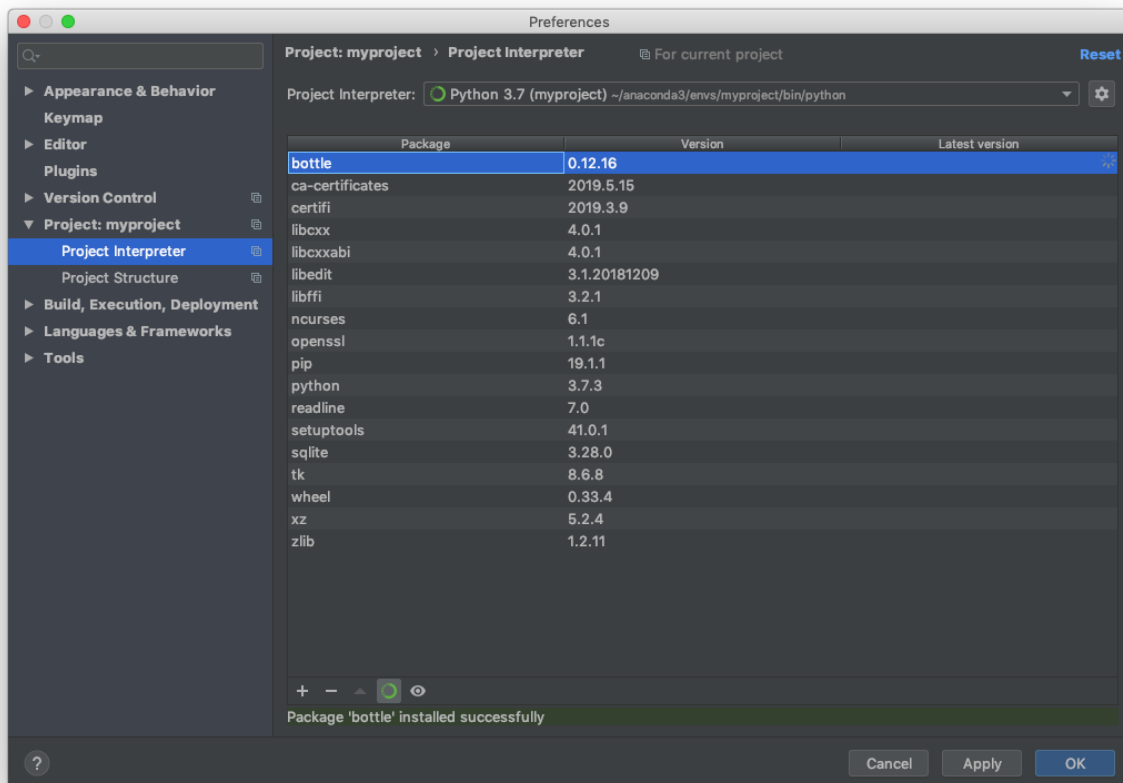 Preferences
Project: myproject › Project Interpreter
For current project
Reset
Appearance & Behavior
Keymap
Editor
Plugins
Version Control
Project: myproject
Project Interpreter
Project Structure
Build, Execution, Deployment
Languages & Frameworks
Tools
Project Interpreter: Python 3.7 (myproject) ~/anaconda3/envs/myproject/bin/python
Package Version Latest version
bottle 0.12.16
ca-certificates 2019.5.15
certifi 2019.3.9
libcxx 4.0.1
libcxxabi 4.0.1
libedit 3.1.20181209
libffi 3.2.1
ncurses 6.1
openssl 1.1.1c
pip 19.1.1
python 3.7.3
readline 7.0
setuptools 41.0.1
sqlite 3.28.0
tk 8.6.8
wheel 0.33.4
xz 5.2.4
zlib 1.2.11
Package 'bottle' installed successfully
?
Cancel Apply OK